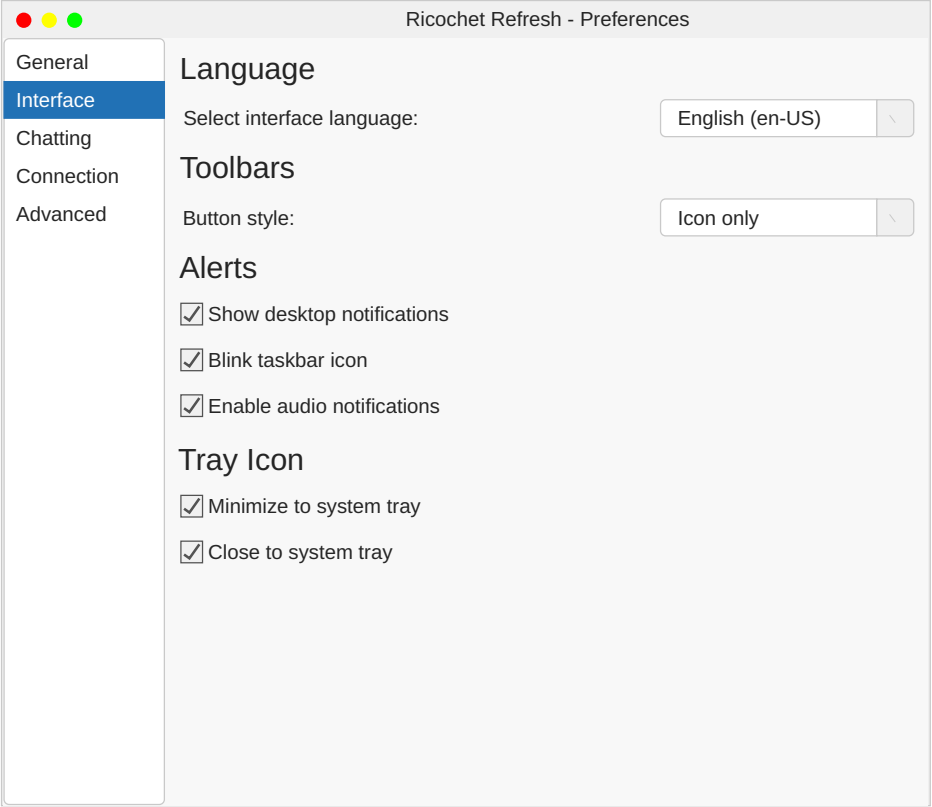 Ricochet Refresh - Preferences
General
Interface
Chatting
Connection
Advanced
Language
Select interface language:
English (en-US)
Toolbars
Button style:
Icon only
Alerts
Show desktop notifications
Blink taskbar icon
Enable audio notifications
Tray Icon
Minimize to system tray
Close to system tray